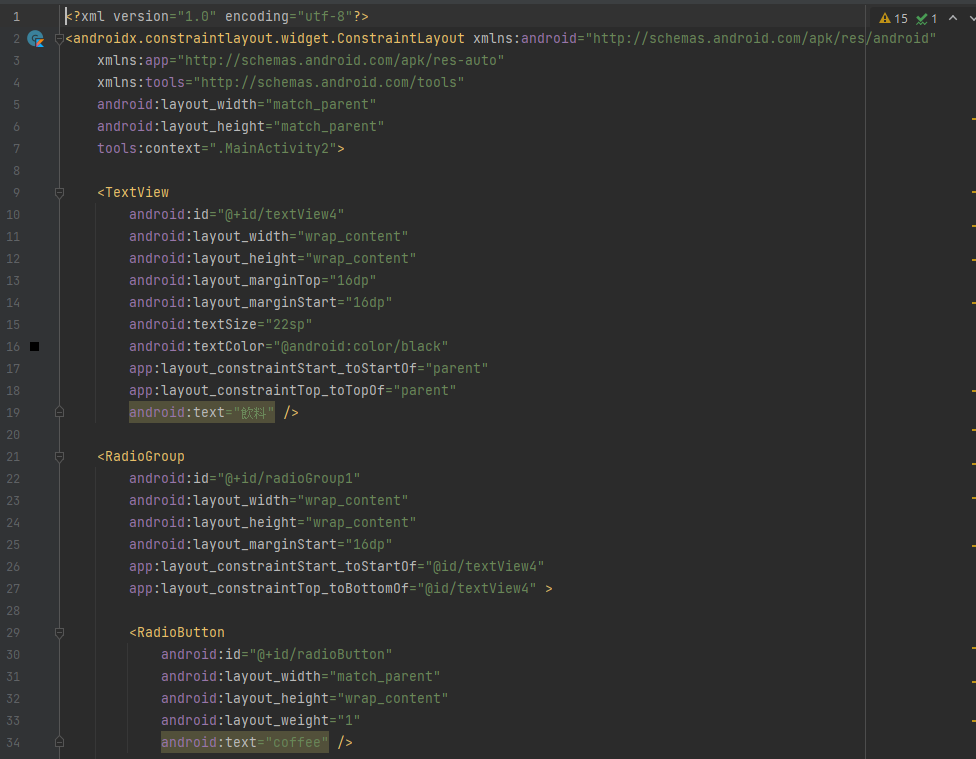 1 <?xml version="1.0" encoding="utf-8"?> 15 1
2 <androidx.constraintlayout.widget.ConstraintLayout xmlns:android="http://schemas.android.com/apk/res/android"
3 xmlns:app="http://schemas.android.com/apk/res-auto"
4 xmlns:tools="http://schemas.android.com/tools"
5 android:layout_width="match_parent"
6 android:layout_height="match_parent"
7 tools:context=".MainActivity2">
8
9 <TextView
10 android:id="@+id/textView4"
11 android:layout_width="wrap_content"
12 android:layout_height="wrap_content"
13 android:layout_marginTop="16dp"
14 android:layout_marginStart="16dp"
15 android:textSize="22sp"
16 android:textColor="@android:color/black"
17 app:layout_constraintStart_toStartOf="parent"
18 app:layout_constraintTop_toTopOf="parent"
19 android:text="飲料" />
20
21 <RadioGroup
22 android:id="@+id/radioGroup1"
23 android:layout_width="wrap_content"
24 android:layout_height="wrap_content"
25 android:layout_marginStart="16dp"
26 app:layout_constraintStart_toStartOf="@id/textView4"
27 app:layout_constraintTop_toBottomOf="@id/textView4" >
28
29 <RadioButton
30 android:id="@+id/radioButton"
31 android:layout_width="match_parent"
32 android:layout_height="wrap_content"
33 android:layout_weight="1"
34 android:text="coffee" />